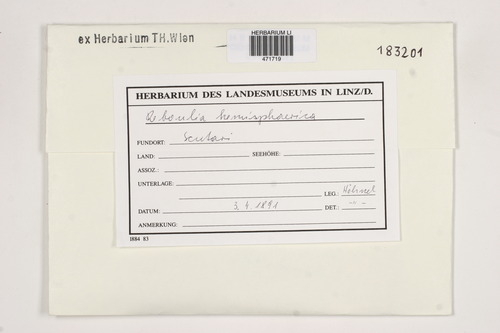 ex Herbarium TH.Wien
HERBARIUM LI
471719
183201
HERBARIUM DES LANDESMUSEUMS IN LINZ/D.
Reboulia hemisphaerica
FUNDORT: Scutari
LAND: SEEHÖHE:
ASSOZ.:
UNTERLAGE:
LEG.: Höhnel
DATUM: 3. 4. 1891 DET.: -"-
ANMERKUNG:
1884 83